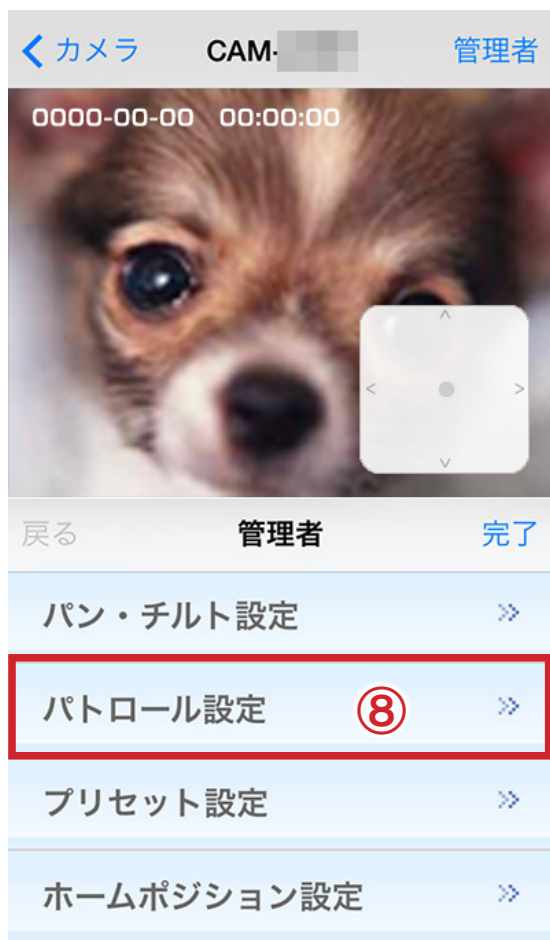 カメラ CAM- 管理者
0000-00-00 00:00:00
戻る 管理者 完了
パン・チルト設定
パトロール設定 ⑧
プリセット設定
ホームポジション設定